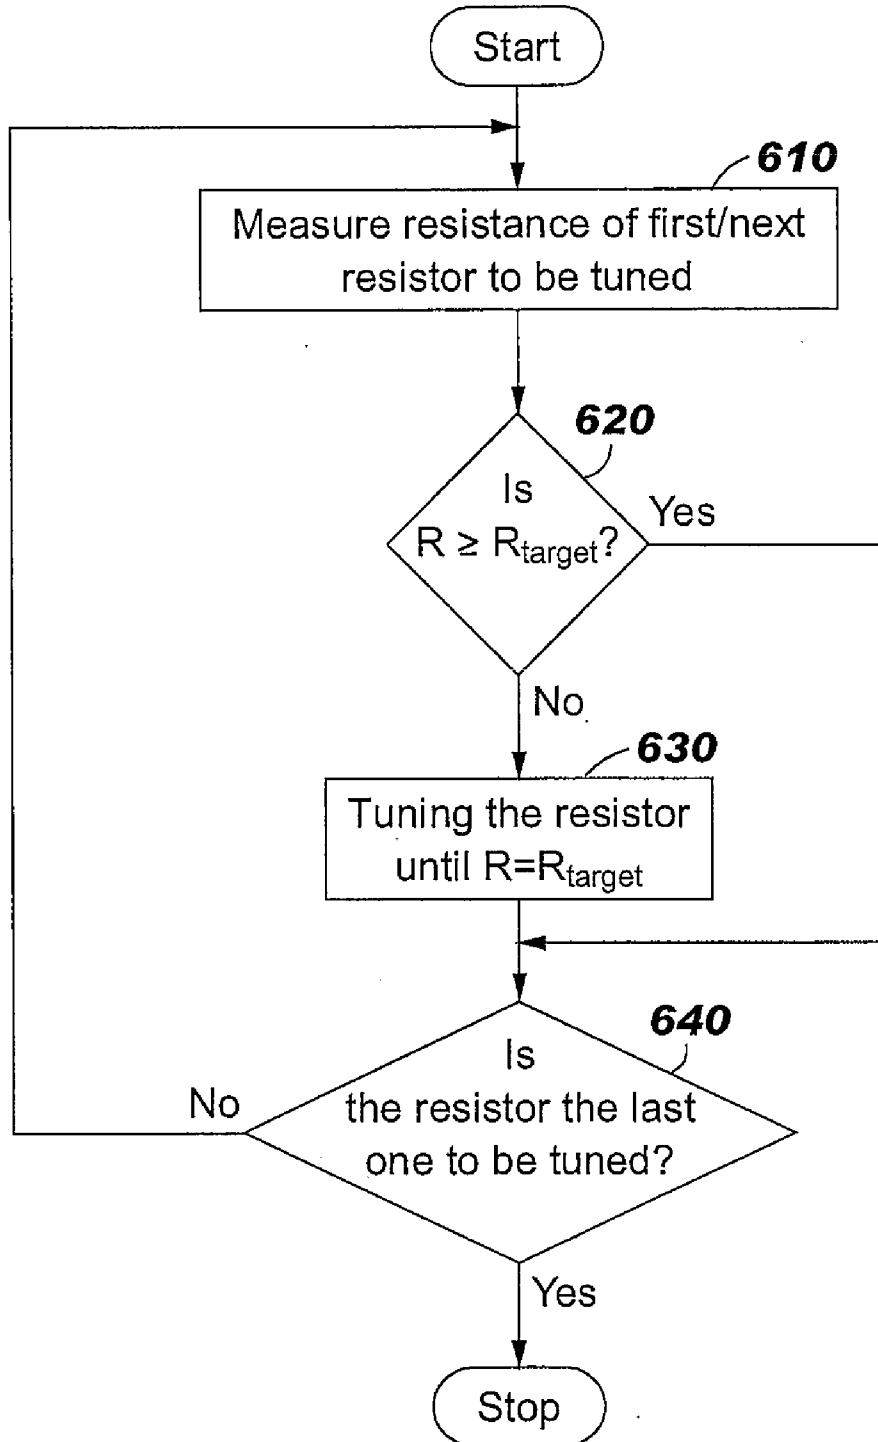 Start
610
Measure resistance of first/next
resistor to be tuned
620
Is
R ≥ Rtarget?
Yes
No
630
Tuning the resistor
until R=Rtarget
640
Is
the resistor the last
one to be tuned?
No
Yes
Stop